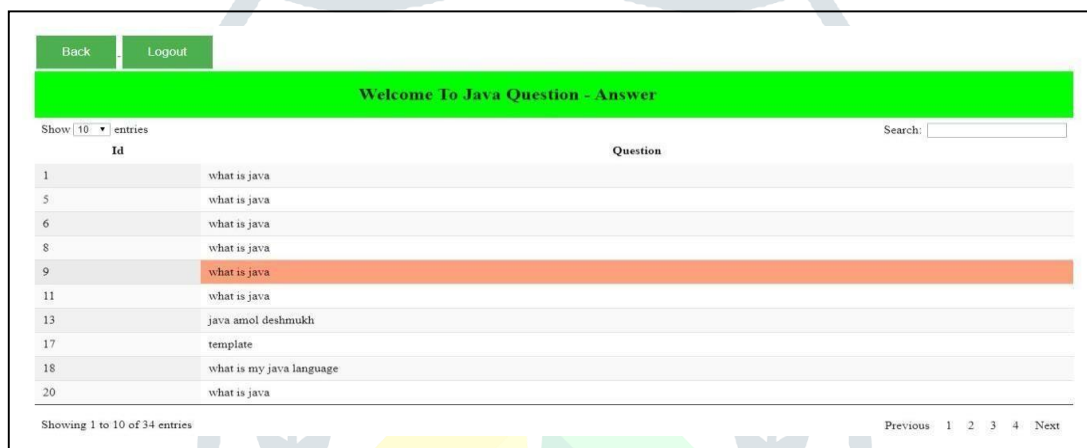 Back Logout
Welcome To Java Question - Answer
Show 10 entries Search:
Id Question
1 what is java
5 what is java
6 what is java
8 what is java
9 what is java
11 what is java
13 java amol deshmukh
17 template
18 what is my java language
20 what is java
Showing 1 to 10 of 34 entries Previous 1 2 3 4 Next